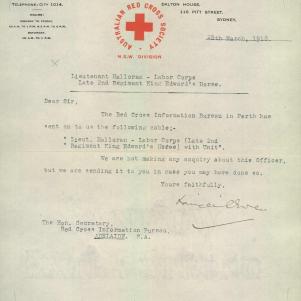 TELEPHONE: CITY 1014.
DALTON HOUSE,
115 PITT STREET,
SYDNEY.
AUSTRALIAN RED CROSS SOCIETY
N.S.W. DIVISION
25th March, 1918.
Lieutenant Halloran - Labor Corps
Late 2nd Regiment King Edward's Horse.
Dear Sir,
The Red Cross Information Bureau in Perth has
sent on to us the following cable;-
" Lieut. Halloran - Labor Corps (Late 2nd
Regiment King Edward's Horse) with Unit".
We are not making any enquiry about this Officer,
but we are sending it to you in case you may have done so.
Yours faithfully,
The Hon. Secretary,
Red Cross Information Bureau,
ADELAIDE. S.A.